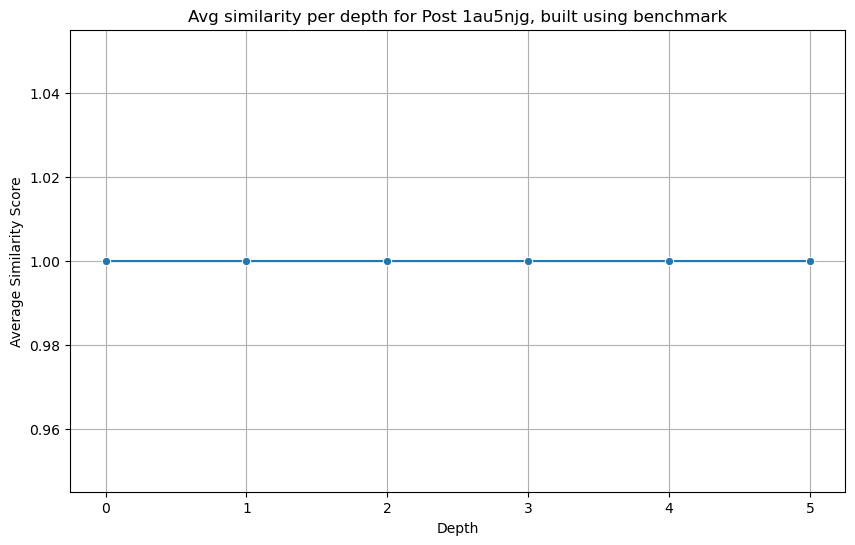 Avg similarity per depth for Post 1au5njg, built using benchmark
Average Similarity Score
1.04
1.02
1.00
0.98
0.96
0 1 2 3 4 5
Depth